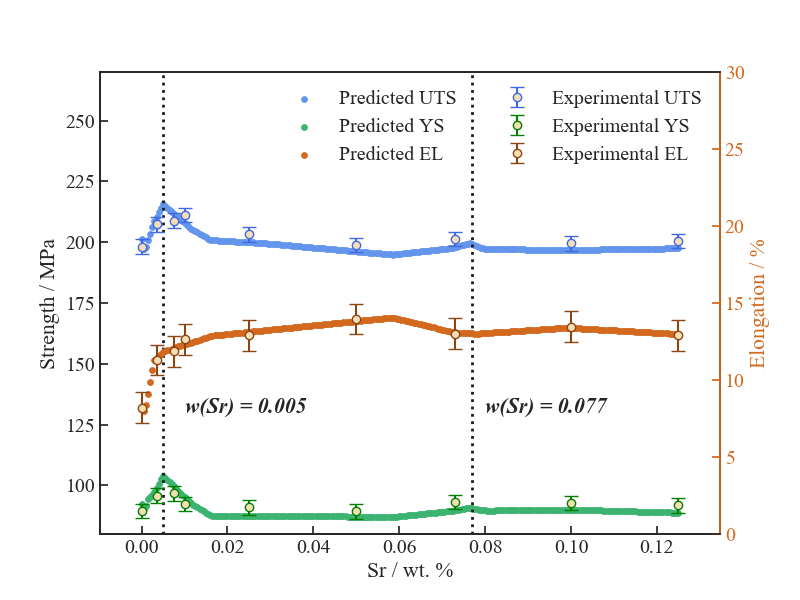 Predicted UTS
Predicted YS
Predicted EL
Experimental UTS
Experimental YS
Experimental EL
Strength / MPa
250
225
200
175
150
125
100
w(Sr) = 0.005
w(Sr) = 0.077
30
25
20
15
10
5
0
Elongation / %
0.00
0.02
0.04
0.06
0.08
0.10
0.12
Sr / wt. %